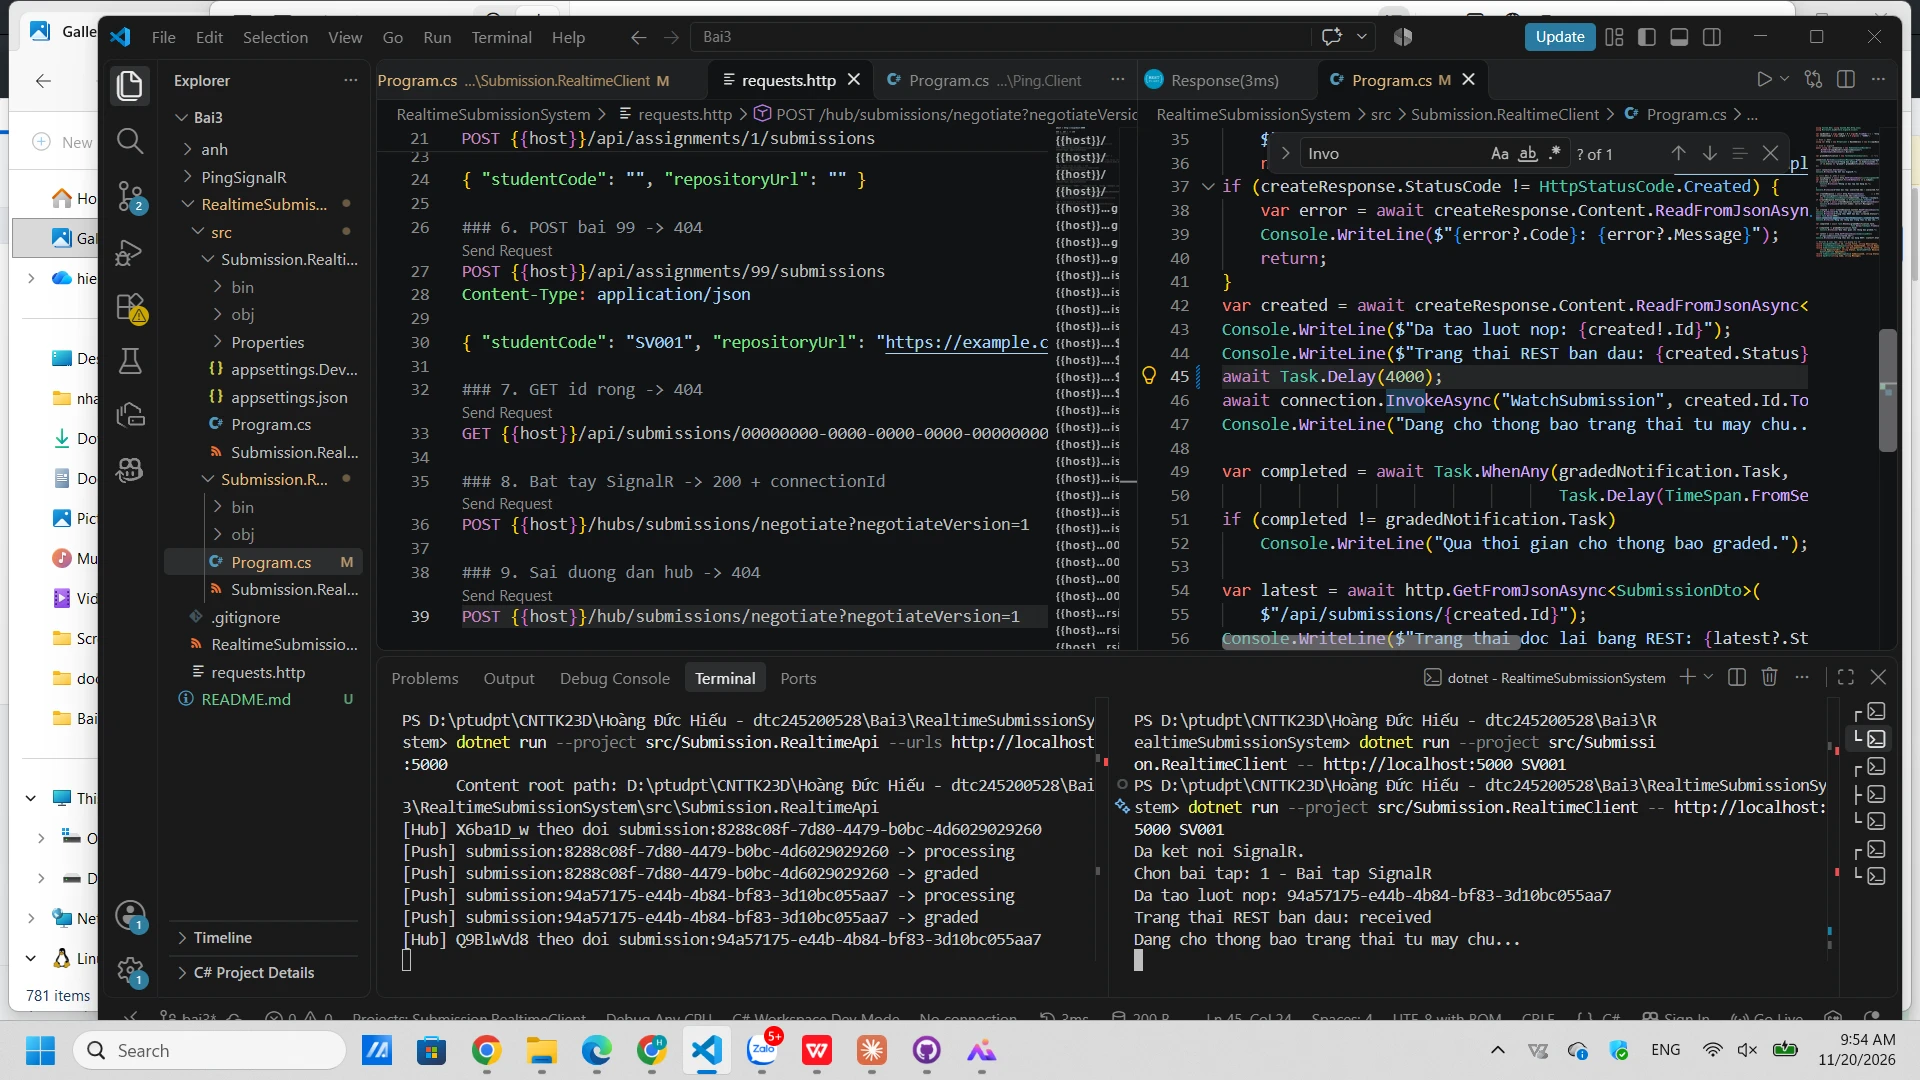 Galle
File Edit Selection View Go Run Terminal Help
Bai3
Update
New
Explorer
Program.cs ...\Submission.RealtimeClient M
requests.http
Program.cs ...\Ping.Client
Response(3ms)
Program.cs M
Bai3
anh
PingSignalR
RealtimeSubmis...
src
Submission.Realti...
bin
obj
Properties
appsettings.Dev...
appsettings.json
Program.cs
Submission.Real...
Submission.R...
bin
obj
Program.cs M
Submission.Real...
.gitignore
RealtimeSubmissio...
requests.http
README.md U
Timeline
C# Project Details
781 items
RealtimeSubmissionSystem > requests.http > POST /hub/submissions/negotiate?negotiateVersic
21 POST {{host}}/api/assignments/1/submissions
23
24 { "studentCode": "", "repositoryUrl": "" }
25
26 ### 6. POST bai 99 -> 404
Send Request
27 POST {{host}}/api/assignments/99/submissions
28 Content-Type: application/json
29
30 { "studentCode": "SV001", "repositoryUrl": "https://example.c
31
32 ### 7. GET id rong -> 404
Send Request
33 GET {{host}}/api/submissions/00000000-0000-0000-0000-00000000
34
35 ### 8. Bat tay SignalR -> 200 + connectionId
Send Request
36 POST {{host}}/hubs/submissions/negotiate?negotiateVersion=1
37
38 ### 9. Sai duong dan hub -> 404
Send Request
39 POST {{host}}/hub/submissions/negotiate?negotiateVersion=1
RealtimeSubmissionSystem > src > Submission.RealtimeClient > Program.cs > ...
Invo
Aa ab .* ? of 1
35 $"
36
37 if (createResponse.StatusCode != HttpStatusCode.Created) {
38 var error = await createResponse.Content.ReadFromJsonAsyn
39 Console.WriteLine($"{error?.Code}: {error?.Message}");
40 return;
41 }
42 var created = await createResponse.Content.ReadFromJsonAsync<
43 Console.WriteLine($"Da tao luot nop: {created!.Id}");
44 Console.WriteLine($"Trang thai REST ban dau: {created.Status}
45 await Task.Delay(4000);
46 await connection.InvokeAsync("WatchSubmission", created.Id.To
47 Console.WriteLine("Dang cho thong bao trang thai tu may chu..
48
49 var completed = await Task.WhenAny(gradedNotification.Task,
50 Task.Delay(TimeSpan.FromSe
51 if (completed != gradedNotification.Task)
52 Console.WriteLine("Qua thoi gian cho thong bao graded.");
53
54 var latest = await http.GetFromJsonAsync<SubmissionDto>(
55 $"/api/submissions/{created.Id}");
56 Console.WriteLine($"Trang thai doc lai bang REST: {latest?.St
Problems Output Debug Console Terminal Ports
dotnet - RealtimeSubmissionSystem
PS D:\ptudpt\CNTTK23D\Hoàng Đức Hiếu - dtc245200528\Bai3\RealtimeSubmissionSy
stem> dotnet run --project src/Submission.RealtimeApi --urls http://localhost
:5000
Content root path: D:\ptudpt\CNTTK23D\Hoàng Đức Hiếu - dtc245200528\Bai
3\RealtimeSubmissionSystem\src\Submission.RealtimeApi
[Hub] X6ba1D_w theo doi submission:8288c08f-7d80-4479-b0bc-4d6029029260
[Push] submission:8288c08f-7d80-4479-b0bc-4d6029029260 -> processing
[Push] submission:8288c08f-7d80-4479-b0bc-4d6029029260 -> graded
[Push] submission:94a57175-e44b-4b84-bf83-3d10bc055aa7 -> processing
[Push] submission:94a57175-e44b-4b84-bf83-3d10bc055aa7 -> graded
[Hub] Q9BlwVd8 theo doi submission:94a57175-e44b-4b84-bf83-3d10bc055aa7
PS D:\ptudpt\CNTTK23D\Hoàng Đức Hiếu - dtc245200528\Bai3\R
ealtimeSubmissionSystem> dotnet run --project src/Submissi
on.RealtimeClient -- http://localhost:5000 SV001
PS D:\ptudpt\CNTTK23D\Hoàng Đức Hiếu - dtc245200528\Bai3\RealtimeSubmissionSy
stem> dotnet run --project src/Submission.RealtimeClient -- http://localhost:
5000 SV001
Da ket noi SignalR.
Chon bai tap: 1 - Bai tap SignalR
Da tao luot nop: 94a57175-e44b-4b84-bf83-3d10bc055aa7
Trang thai REST ban dau: received
Dang cho thong bao trang thai tu may chu...
Search
ENG
9:54 AM
11/20/2026